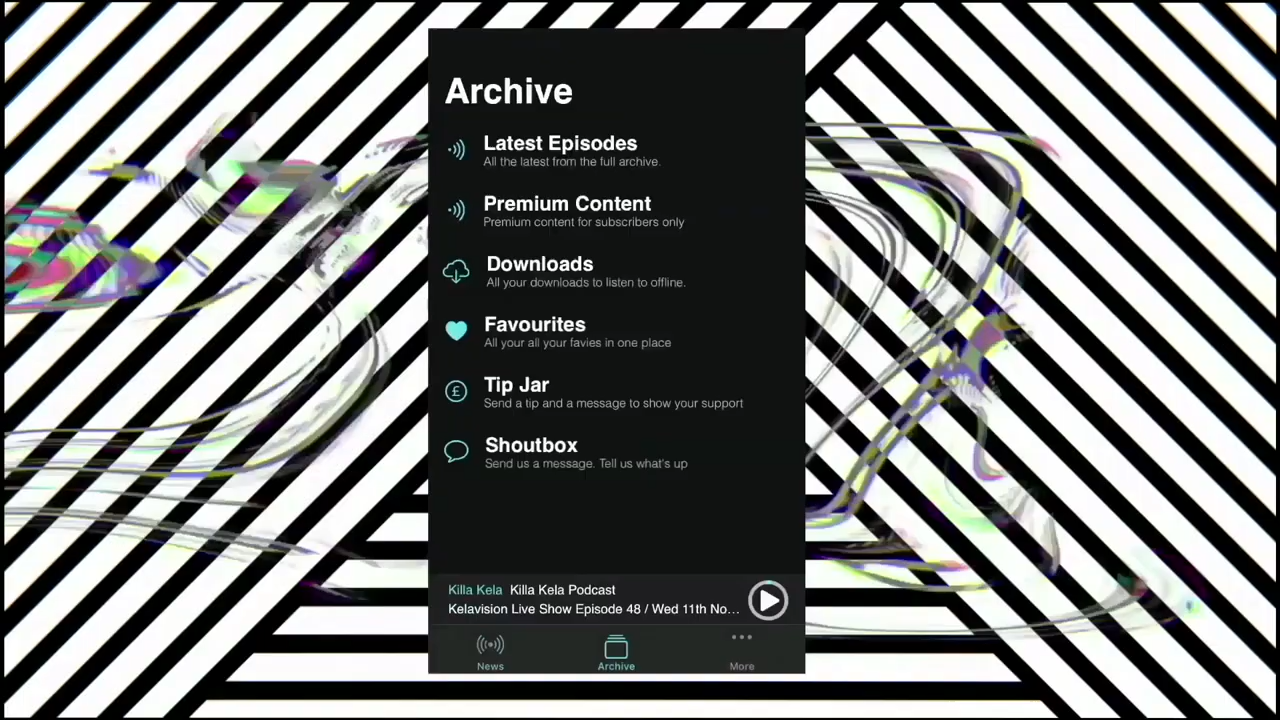 Archive
Latest Episodes
All the latest from the full archive.
Premium Content
Premium content for subscribers only
Downloads
All your downloads to listen to offline.
Favourites
All your all your favies in one place
£
Tip Jar
Send a tip and a message to show your support
Shoutbox
Send us a message. Tell us what's up
Killa Kela Killa Kela Podcast
Kelavision Live Show Episode 48 / Wed 11th No...
News
Archive
More